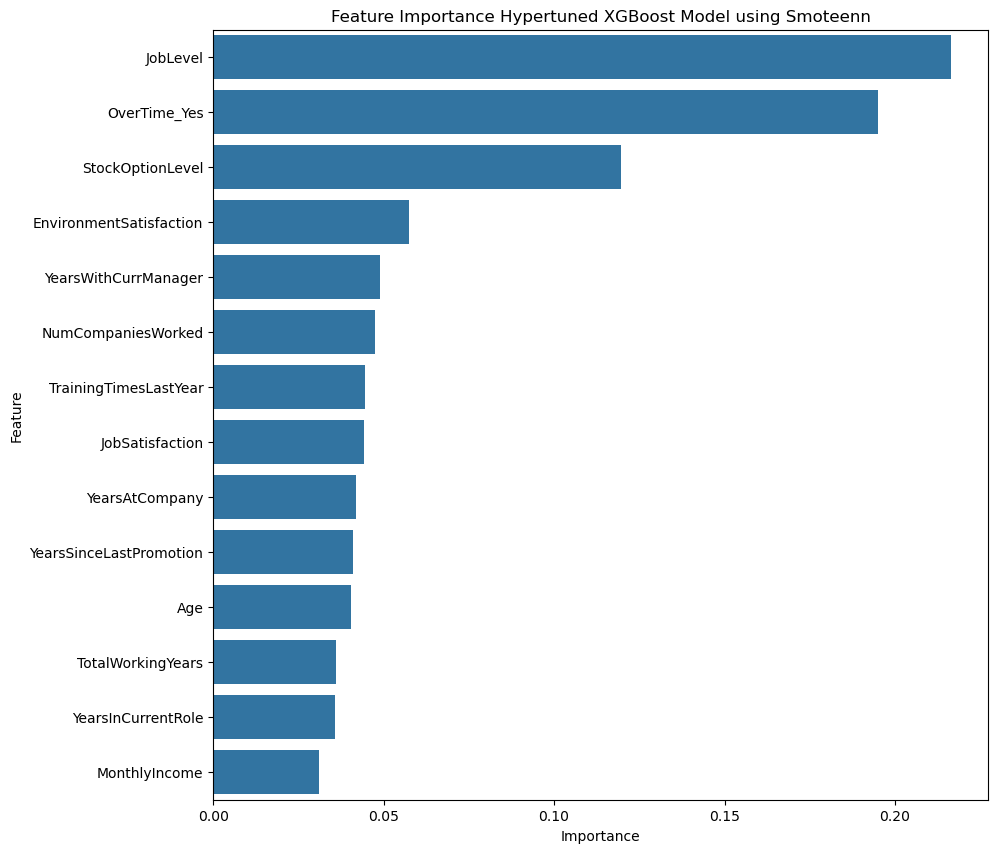 Feature Importance Hypertuned XGBoost Model using Smoteenn
JobLevel
OverTime_Yes
StockOptionLevel
EnvironmentSatisfaction
YearsWithCurrManager
NumCompaniesWorked
TrainingTimesLastYear
JobSatisfaction
YearsAtCompany
YearsSinceLastPromotion
Age
TotalWorkingYears
YearsInCurrentRole
MonthlyIncome
Feature
0.00 0.05 0.10 0.15 0.20
Importance